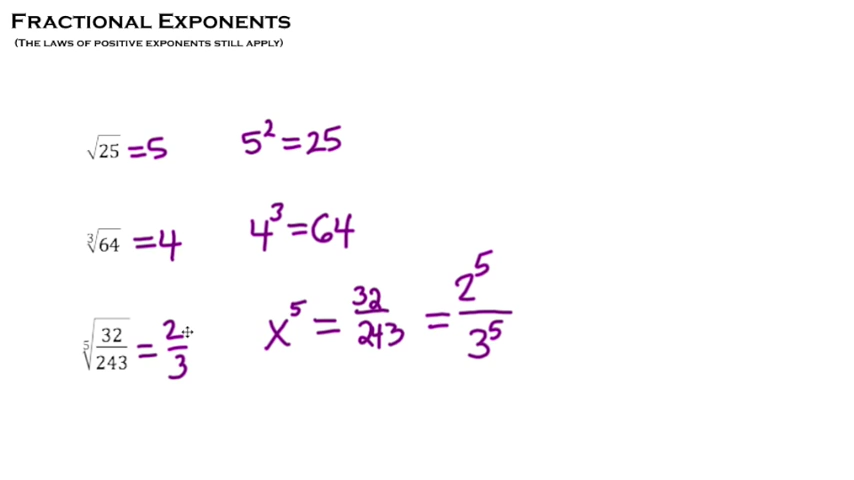 FRACTIONAL EXPONENTS
(THE LAWS OF POSITIVE EXPONENTS STILL APPLY)
√25 = 5 5² = 25
∛64 = 4 4³ = 64
⁵√(32/243) = 2/3 x⁵ = 32/243 = 2⁵/3⁵